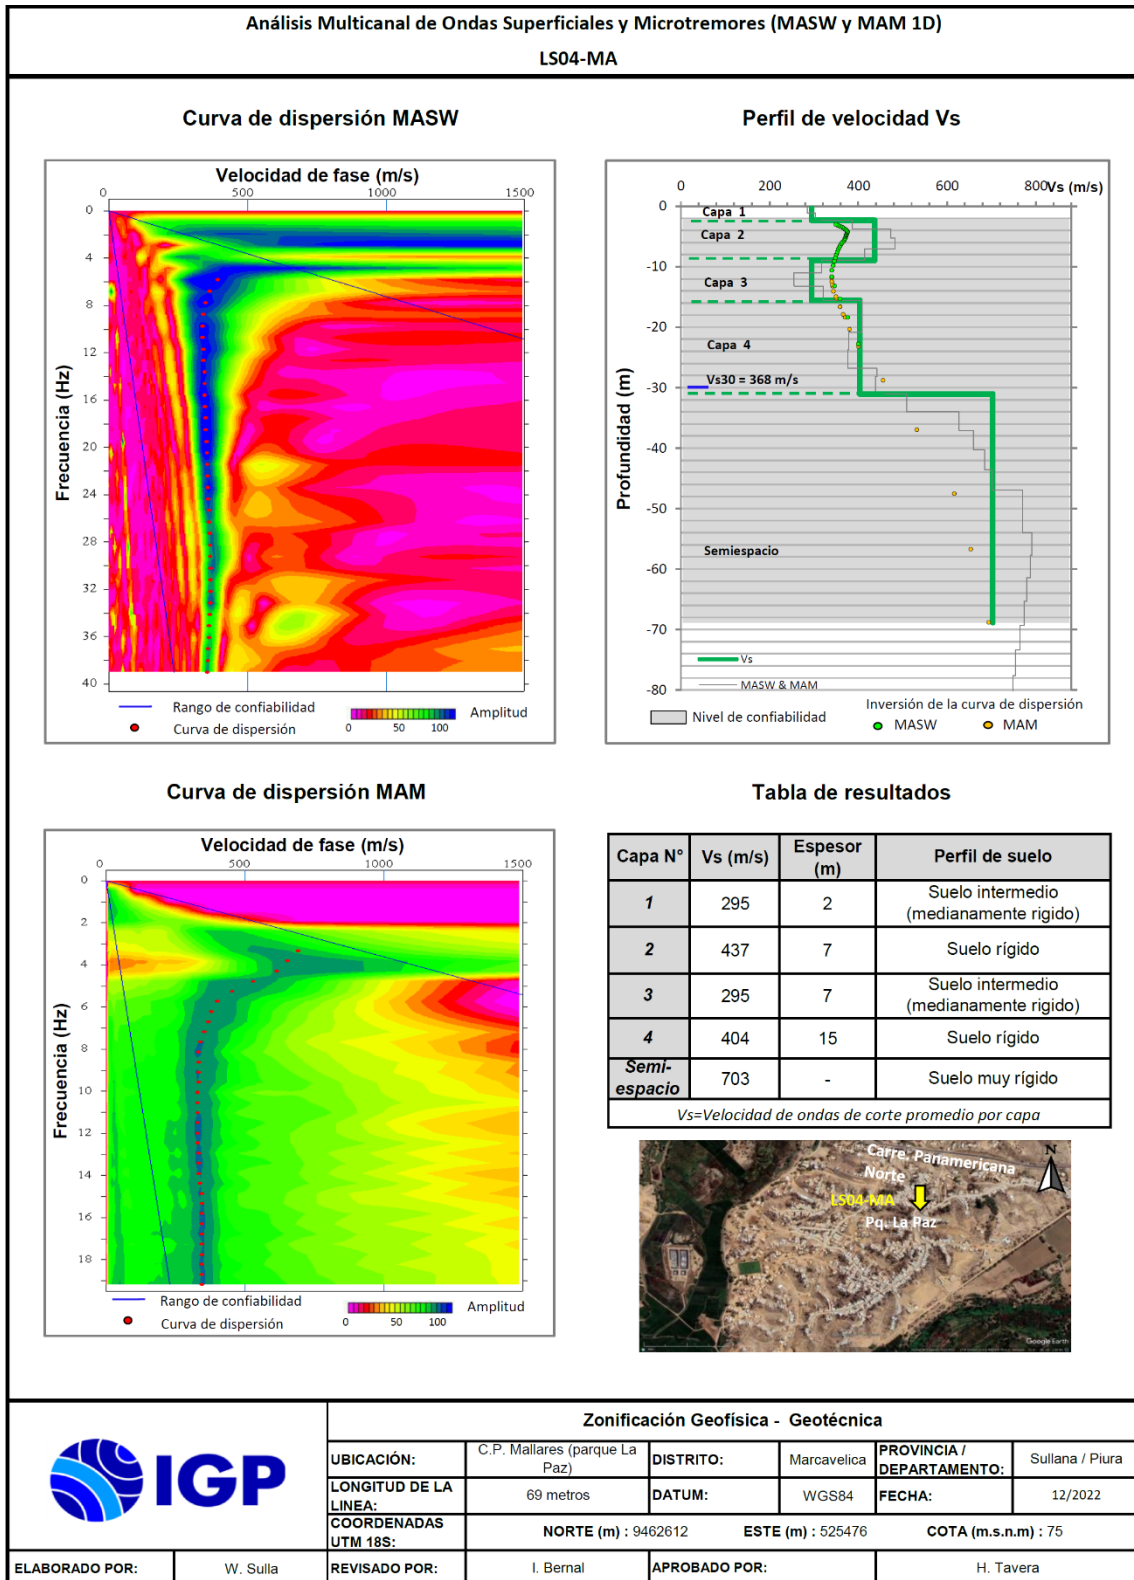 Análisis Multicanal de Ondas Superficiales y Microtremores (MASW y MAM 1D)
LS04-MA
Curva de dispersión MASW
Velocidad de fase (m/s)
0 500 1000 1500
Frecuencia (Hz)
0
4
8
12
16
20
24
28
32
36
40
Rango de confiabilidad
Curva de dispersión
Amplitud
0 50 100
Perfil de velocidad Vs
0 200 400 600 800 Vs (m/s)
Profundidad (m)
0
-10
-20
-30
-40
-50
-60
-70
-80
Capa 1
Capa 2
Capa 3
Capa 4
Vs30 = 368 m/s
Semiespacio
Vs
MASW & MAM
Nivel de confiabilidad
Inversión de la curva de dispersión
MASW MAM
Curva de dispersión MAM
Velocidad de fase (m/s)
0 500 1000 1500
Frecuencia (Hz)
0
2
4
6
8
10
12
14
16
18
Rango de confiabilidad
Curva de dispersión
Amplitud
0 50 100
Tabla de resultados
Capa N° Vs (m/s) Espesor (m) Perfil de suelo
1 295 2 Suelo intermedio (medianamente rigido)
2 437 7 Suelo rígido
3 295 7 Suelo intermedio (medianamente rigido)
4 404 15 Suelo rígido
Semi-espacio 703 - Suelo muy rígido
Vs=Velocidad de ondas de corte promedio por capa
Carre. Panamericana
Norte
N
LS04-MA
Pq. La Paz
Google Earth
IGP
Zonificación Geofísica - Geotécnica
UBICACIÓN: C.P. Mallares (parque La Paz) DISTRITO: Marcavelica PROVINCIA / DEPARTAMENTO: Sullana / Piura
LONGITUD DE LA LINEA: 69 metros DATUM: WGS84 FECHA: 12/2022
COORDENADAS UTM 18S: NORTE (m) : 9462612 ESTE (m) : 525476 COTA (m.s.n.m) : 75
ELABORADO POR: W. Sulla REVISADO POR: I. Bernal APROBADO POR: H. Tavera